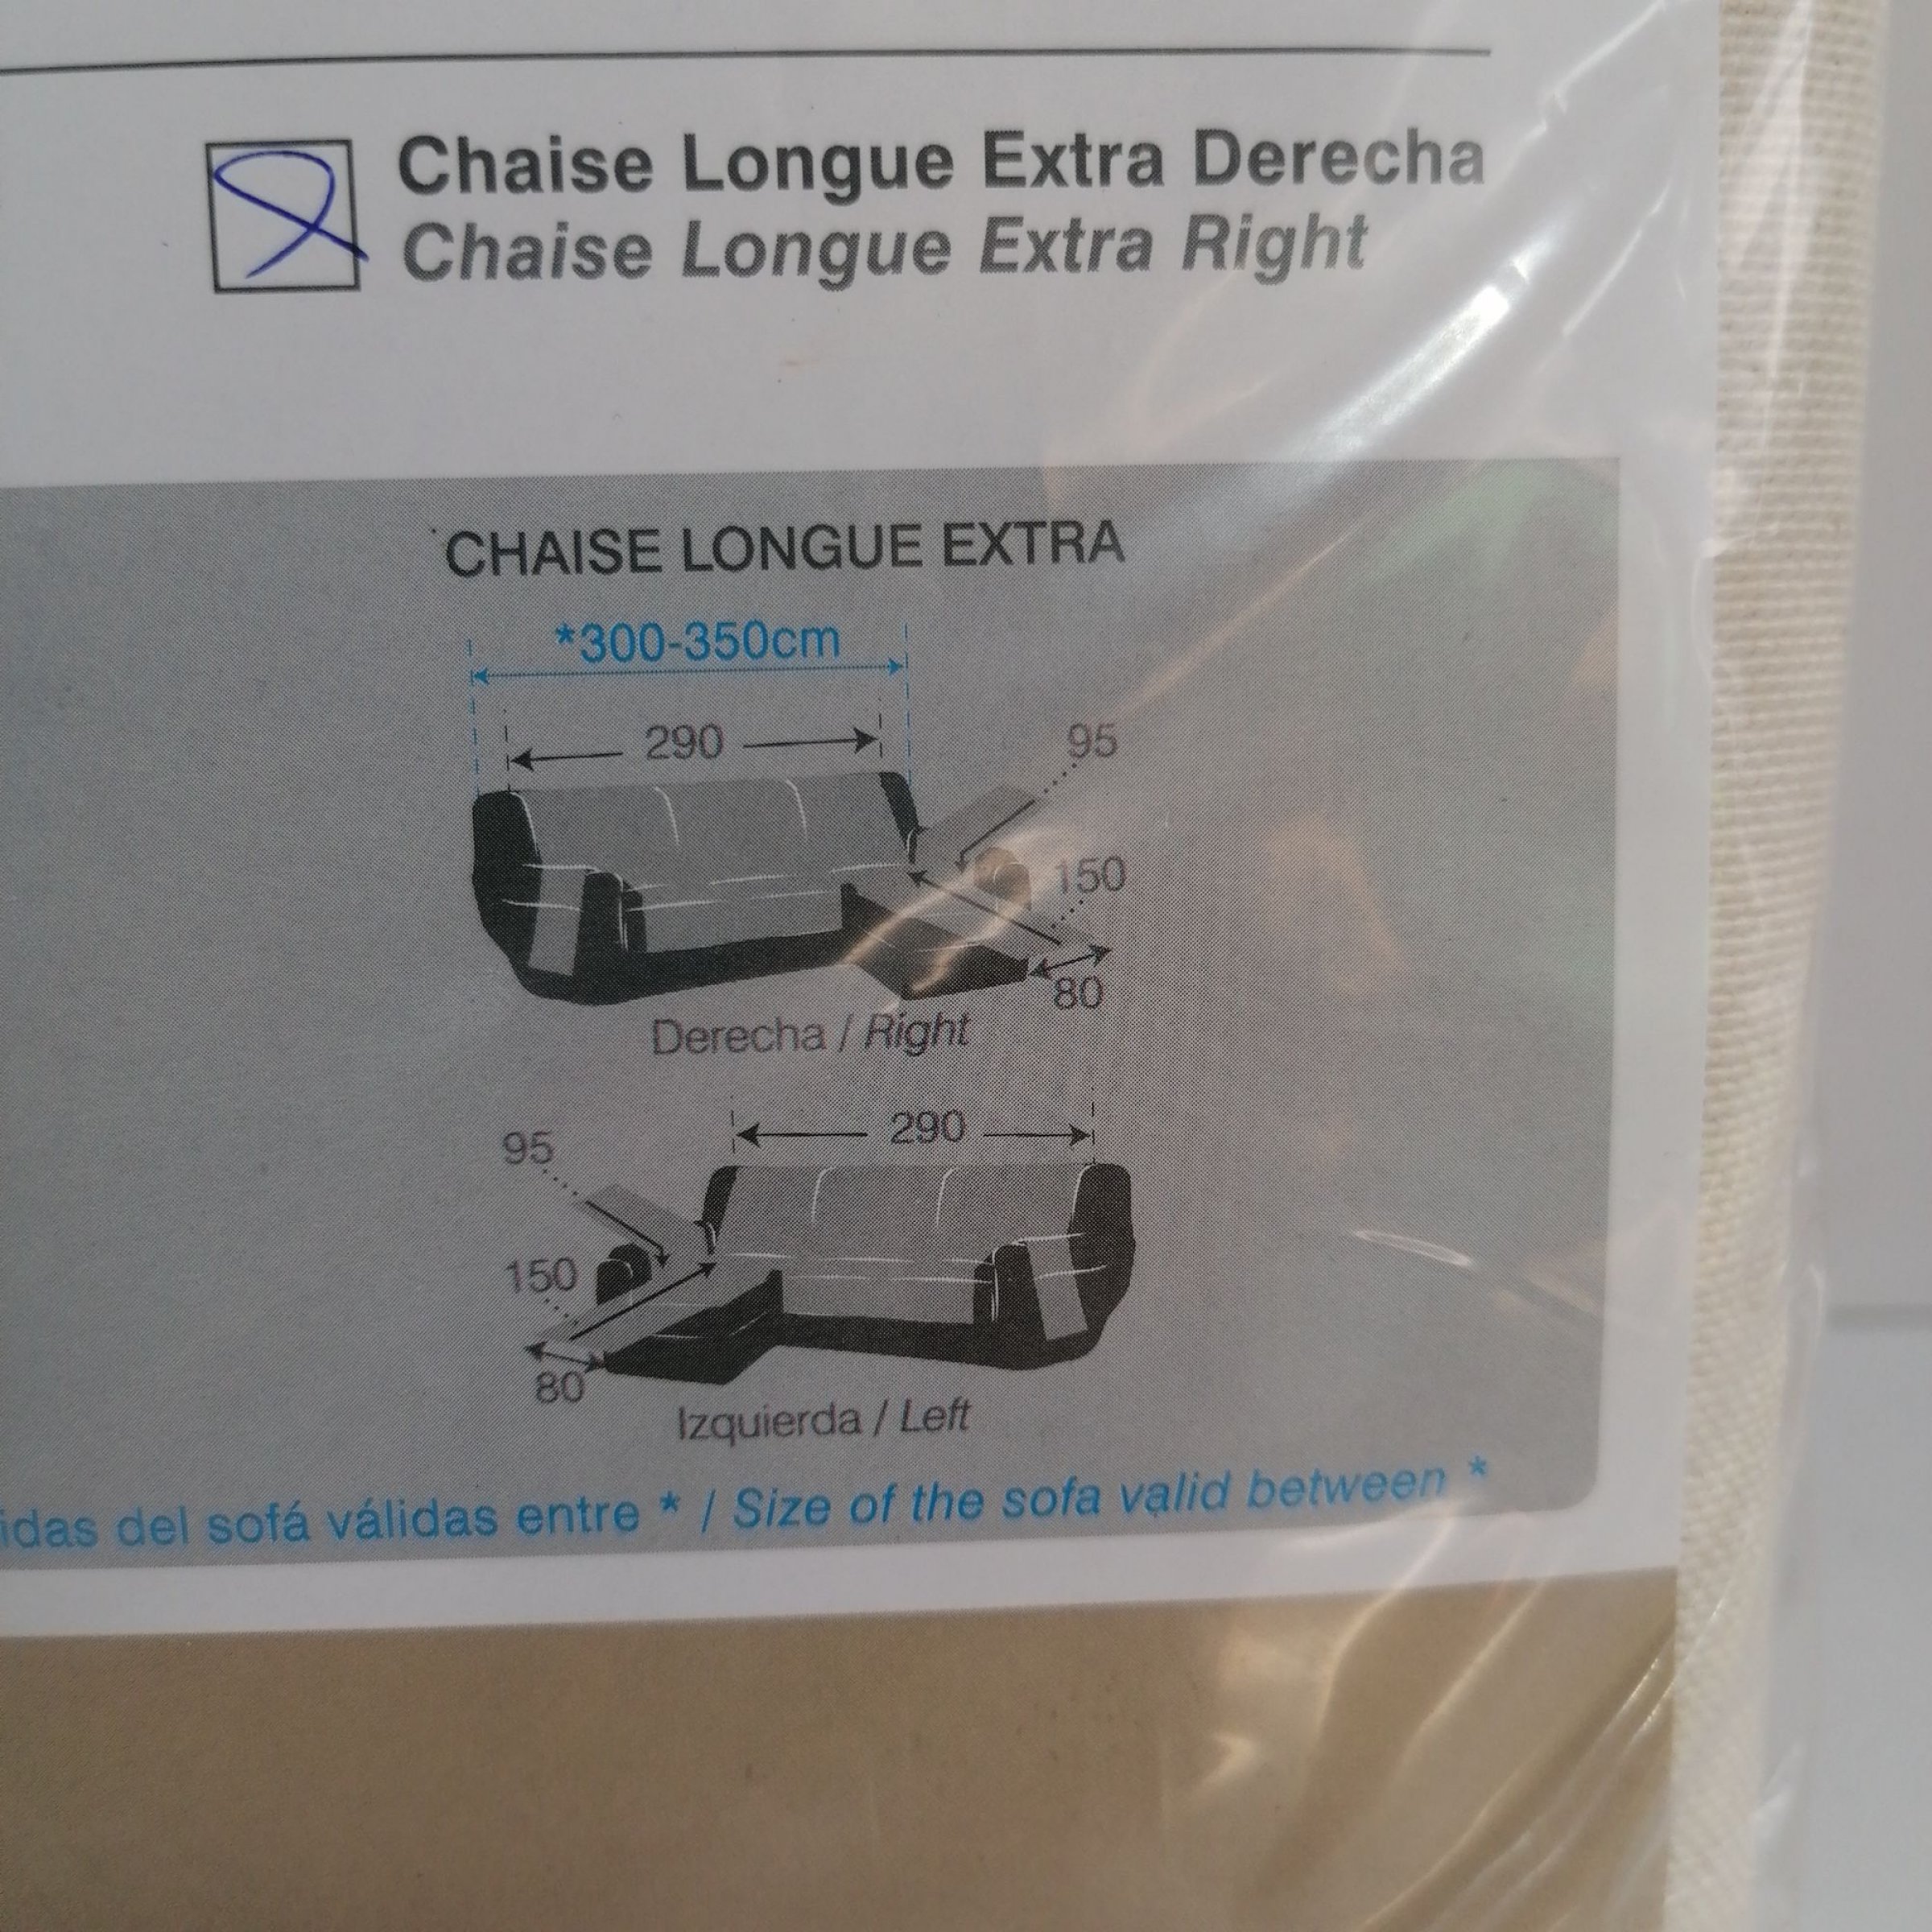 Chaise Longue Extra Derecha
Chaise Longue Extra Right
CHAISE LONGUE EXTRA
*300-350cm
290
95
150
80
Derecha / Right
290
95
150
80
Izquierda / Left
del sofá válidas entre * / Size of the sofa valid between *